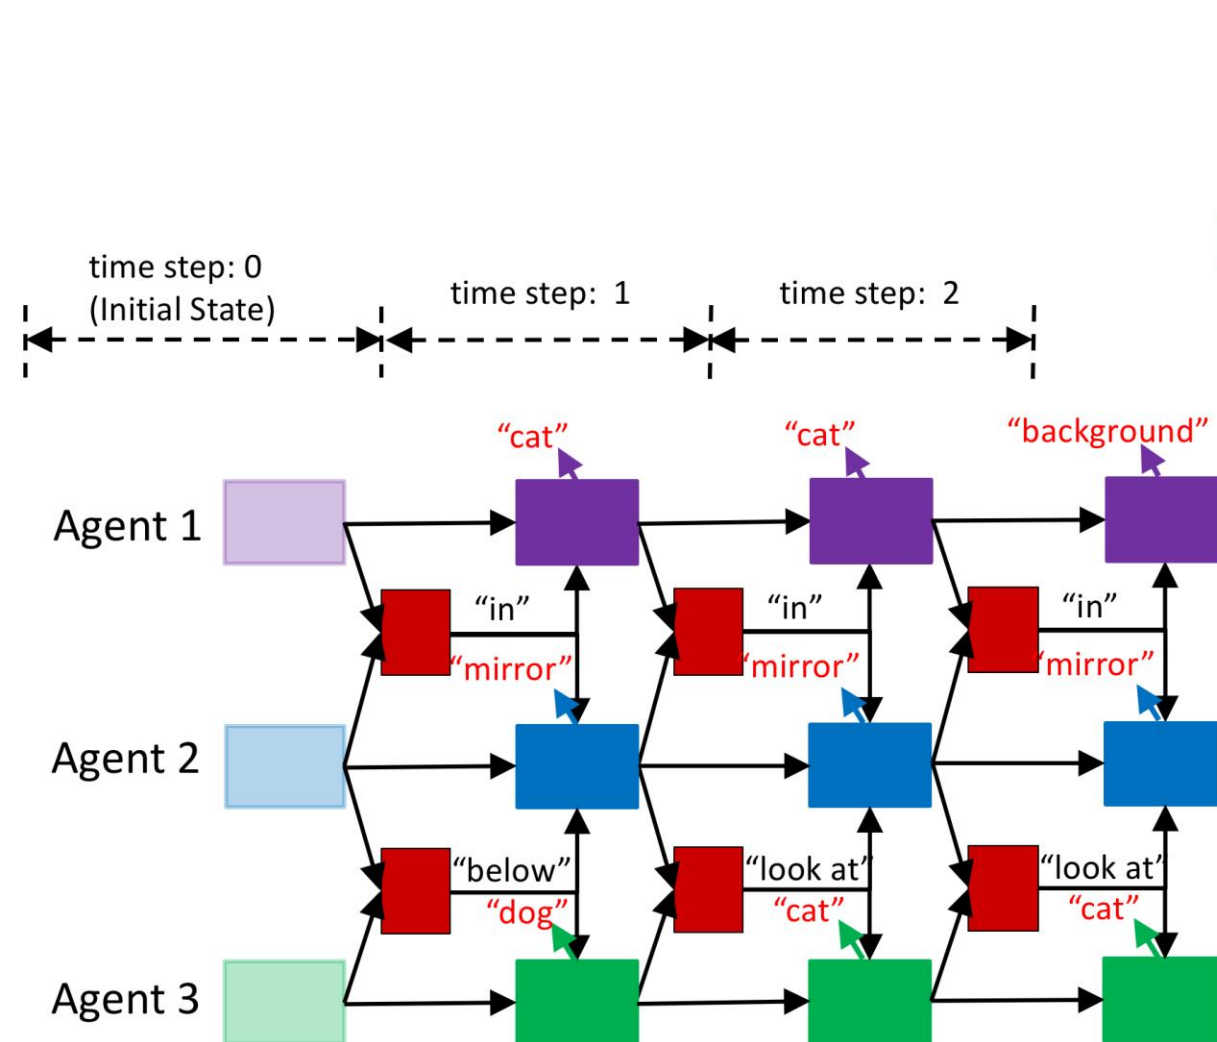 time step: 0
(Initial State)
time step: 1
time step: 2
“cat”
“cat”
“background”
Agent 1
“in”
“in”
“in”
“mirror”
“mirror”
“mirror”
Agent 2
“below”
“look at”
“look at”
“dog”
“cat”
“cat”
Agent 3